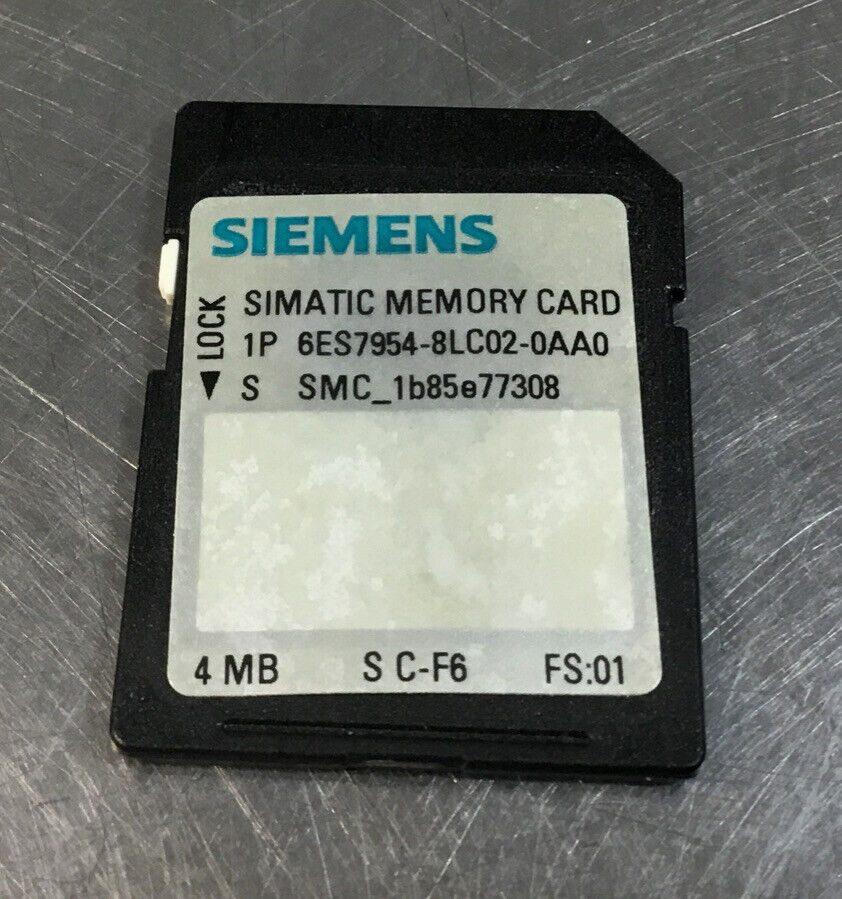 SIEMENS
LOCK
SIMATIC MEMORY CARD
1P 6ES7954-8LC02-0AA0
S SMC_1b85e77308
4 MB S C-F6 FS:01